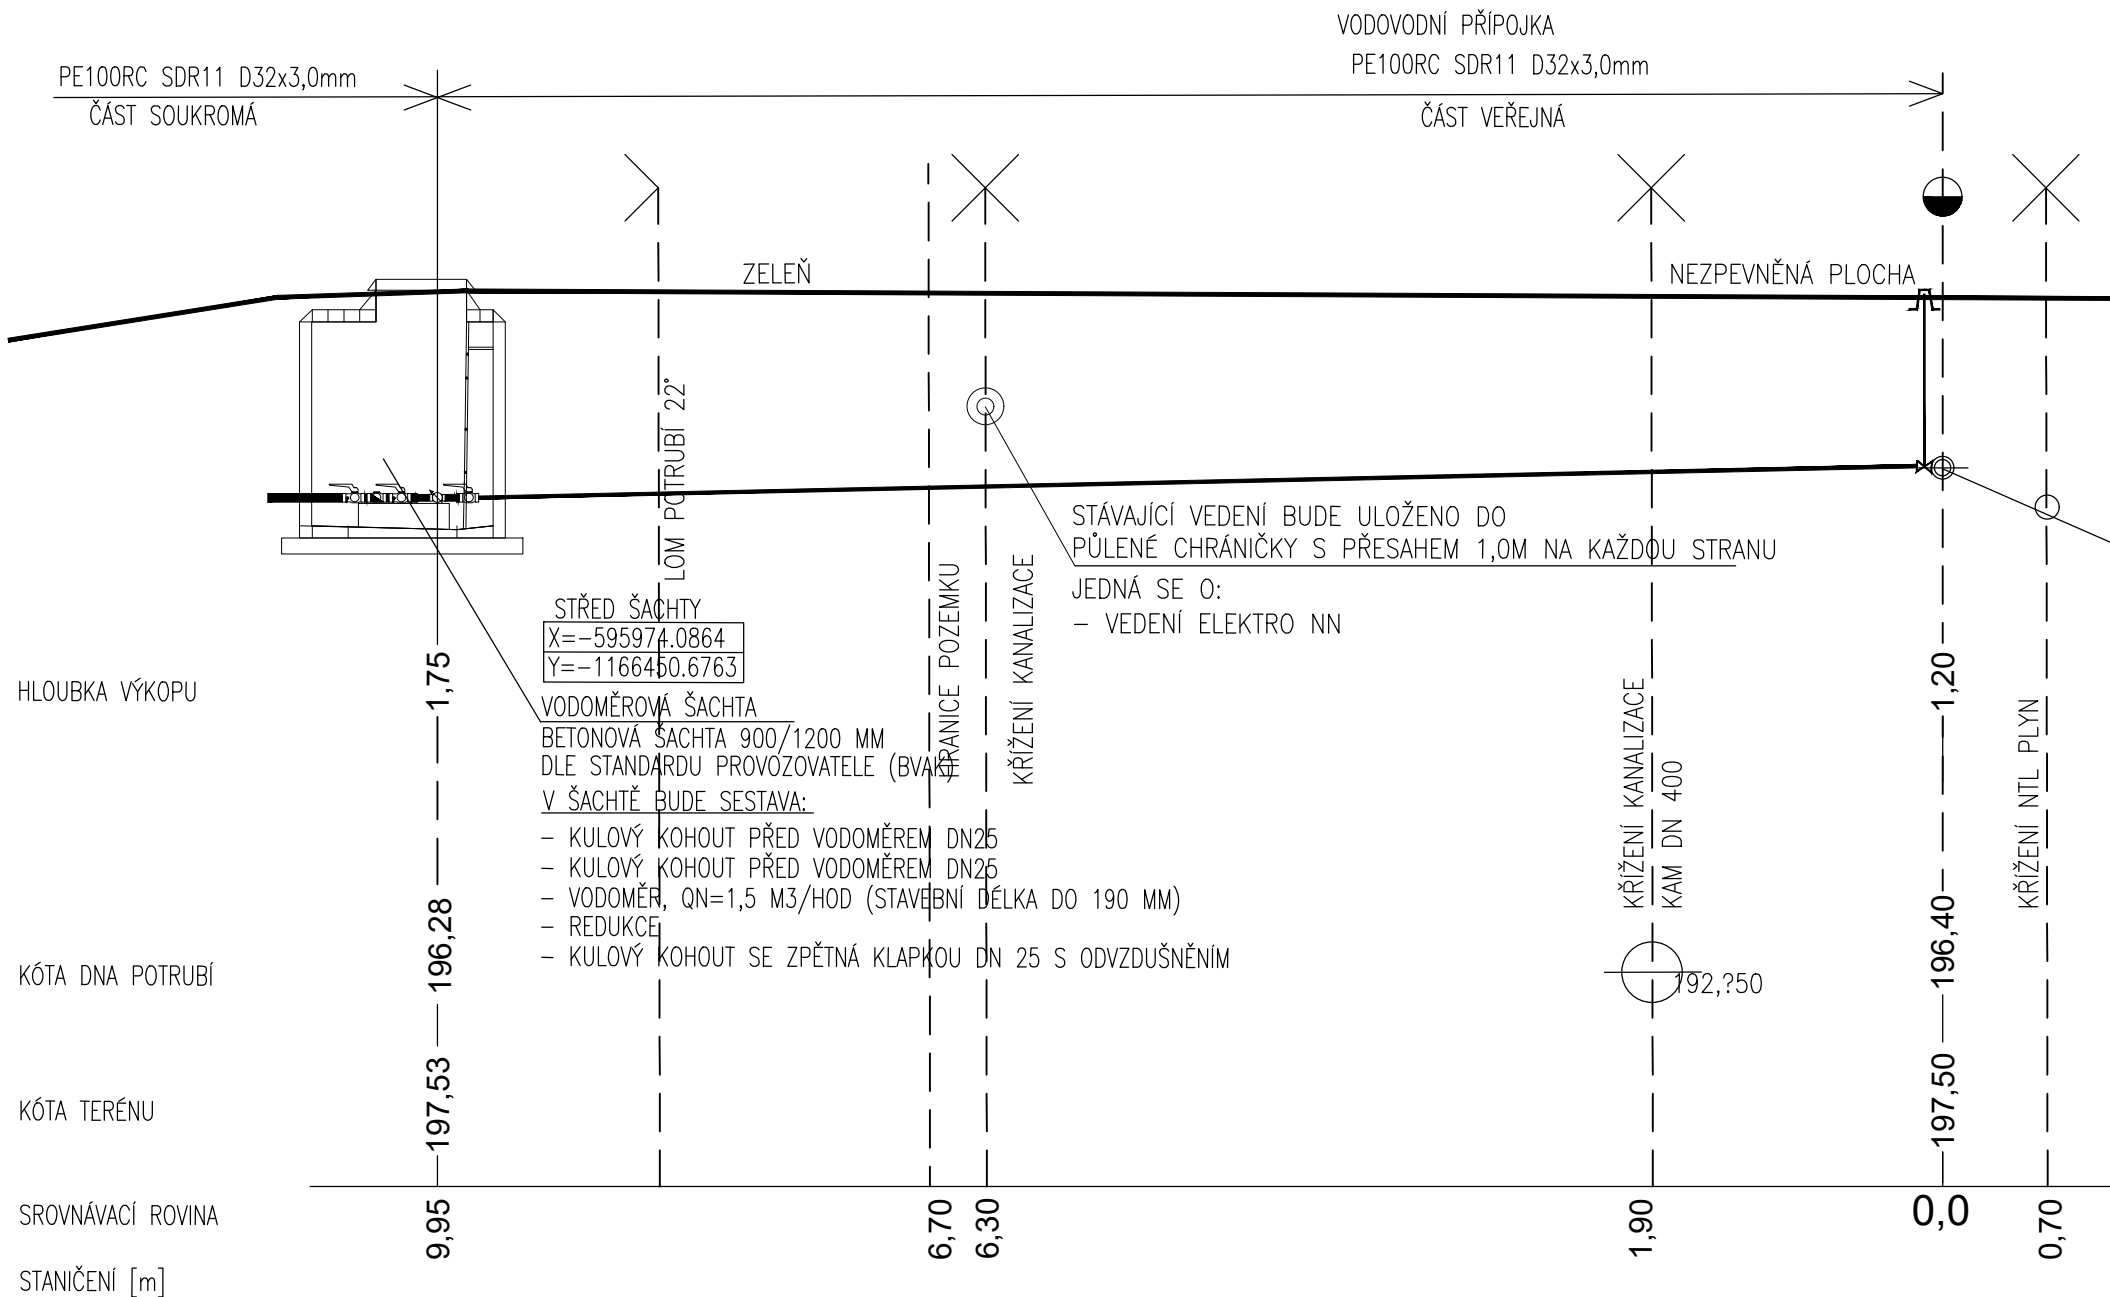 VODOVODNÍ PŘÍPOJKA
PE100RC SDR11 D32x3,0mm
PE100RC SDR11 D32x3,0mm
ČÁST SOUKROMÁ
ČÁST VEŘEJNÁ
ZELEŇ
NEZPEVNĚNÁ PLOCHA
LOM POTRUBÍ 22°
STÁVAJÍCÍ VEDENÍ BUDE ULOŽENO DO
PŮLENÉ CHRÁNIČKY S PŘESAHEM 1,0M NA KAŽDOU STRANU
JEDNÁ SE O:
- VEDENÍ ELEKTRO NN
STŘED ŠACHTY
X=-595974.0864
Y=-1166450.6763
VODOMĚROVÁ ŠACHTA
BETONOVÁ ŠACHTA 900/1200 MM
DLE STANDARDU PROVOZOVATELE (BVAK)
V ŠACHTĚ BUDE SESTAVA:
- KULOVÝ KOHOUT PŘED VODOMĚREM DN25
- KULOVÝ KOHOUT PŘED VODOMĚREM DN25
- VODOMĚR, QN=1,5 M3/HOD (STAVEBNÍ DÉLKA DO 190 MM)
- REDUKCE
- KULOVÝ KOHOUT SE ZPĚTNÁ KLAPKOU DN 25 S ODVZDUŠNĚNÍM
HRANICE POZEMKU
KŘÍŽENÍ KANALIZACE
KŘÍŽENÍ KANALIZACE
KAM DN 400
192,?50
KŘÍŽENÍ NTL PLYN
HLOUBKA VÝKOPU
1,75
1,20
KÓTA DNA POTRUBÍ
196,28
196,40
KÓTA TERÉNU
197,53
197,50
SROVNÁVACÍ ROVINA
STANIČENÍ [m]
9,95
6,70
6,30
1,90
0,0
0,70